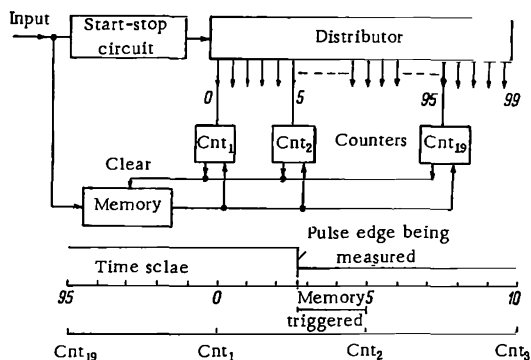 Input
Start-stop
circuit
Distributor
0
5
95
99
Cnt1
Cnt2
Counters
Cnt19
Clear
Memory
Pulse edge being
measured
Time sclae
95
0
Memory
5
10
triggered
Cnt19
Cnt1
Cnt2
Cnt3